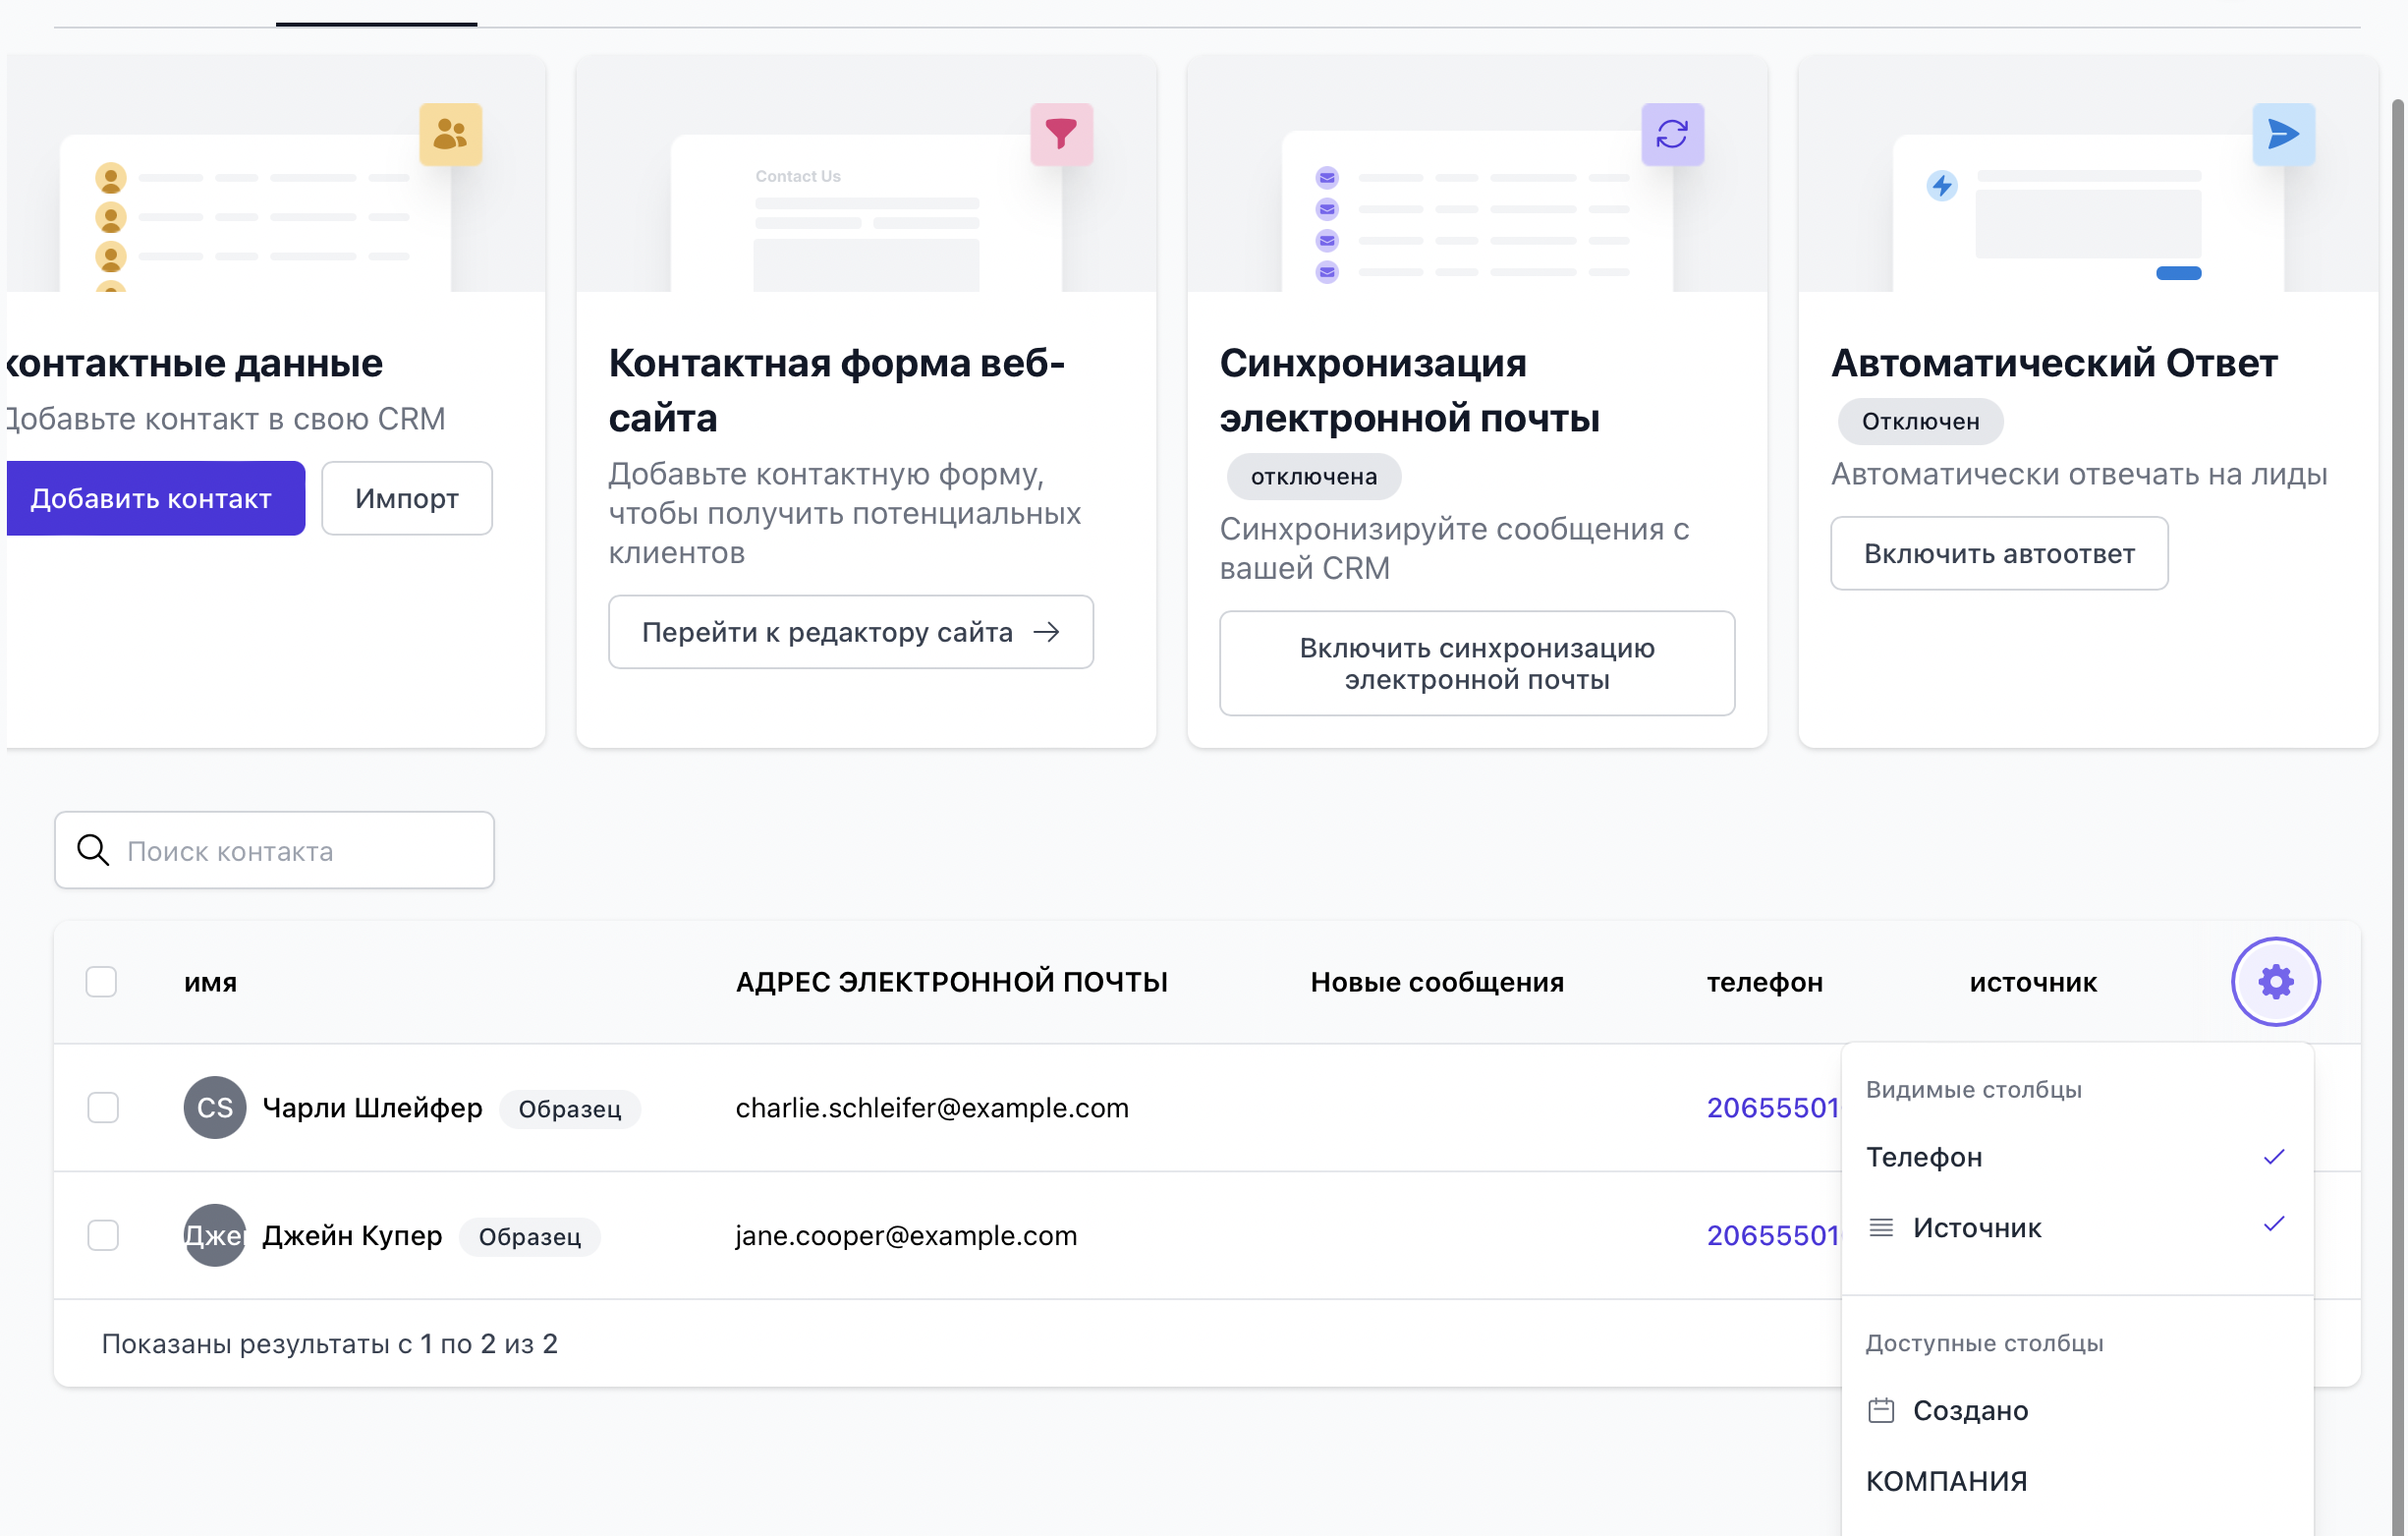 контактные данные
Добавьте контакт в свою CRM
Добавить контакт
Импорт
Contact Us
Контактная форма веб-
сайта
Добавьте контактную форму,
чтобы получить потенциальных
клиентов
Перейти к редактору сайта
Синхронизация
электронной почты
отключена
Синхронизируйте сообщения с
вашей CRM
Включить синхронизацию
электронной почты
Автоматический Ответ
Отключен
Автоматически отвечать на лиды
Включить автоответ
Поиск контакта
имя АДРЕС ЭЛЕКТРОННОЙ ПОЧТЫ Новые сообщения телефон источник
CS Чарли Шлейфер Образец charlie.schleifer@example.com 20655501
Джейн Купер Образец jane.cooper@example.com 20655501
Показаны результаты с 1 по 2 из 2
Видимые столбцы
Телефон
Источник
Доступные столбцы
Создано
КОМПАНИЯ